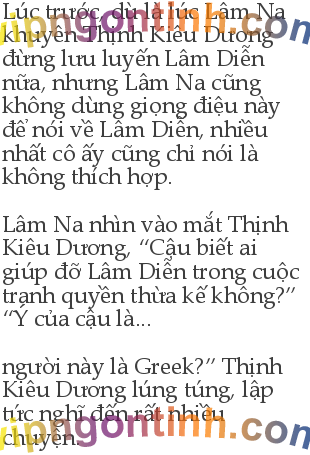 Lúc trước, dù là lúc Lâm Na
khuyên Thịnh Kiêu Dương
đừng lưu luyến Lâm Diễn
nữa, nhưng Lâm Na cũng
không dùng giọng điệu này
để nói về Lâm Diễn, nhiều
nhất cô ấy cũng chỉ nói là
không thích hợp.

Lâm Na nhìn vào mắt Thịnh
Kiêu Dương, “Cậu biết ai
giúp đỡ Lâm Diễn trong cuộc
tranh quyền thừa kế không?”
“Ý của cậu là...

người này là Greek?” Thịnh
Kiêu Dương lúng túng, lập
tức nghĩ đến rất nhiều
chuyện.
vipngontinh.com
vipngontinh.com